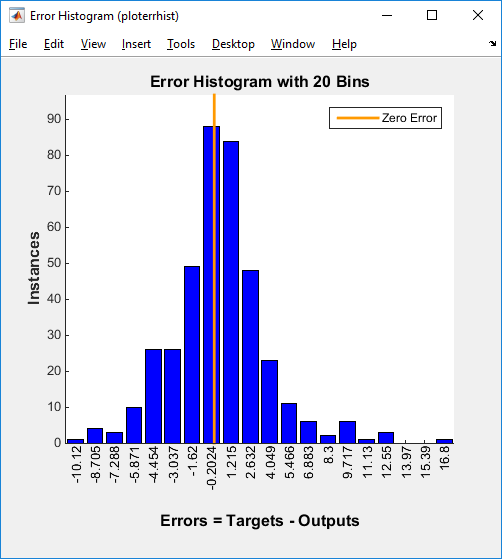 Error Histogram (ploterrhist)
File Edit View Insert Tools Desktop Window Help
Error Histogram with 20 Bins
Zero Error
90
80
70
60
50
40
30
20
10
0
Instances
-10.12 -8.705 -7.288 -5.871 -4.454 -3.037 -1.62 -0.2024 1.215 2.632 4.049 5.466 6.883 8.3 9.717 11.13 12.55 13.97 15.39 16.8
Errors = Targets - Outputs